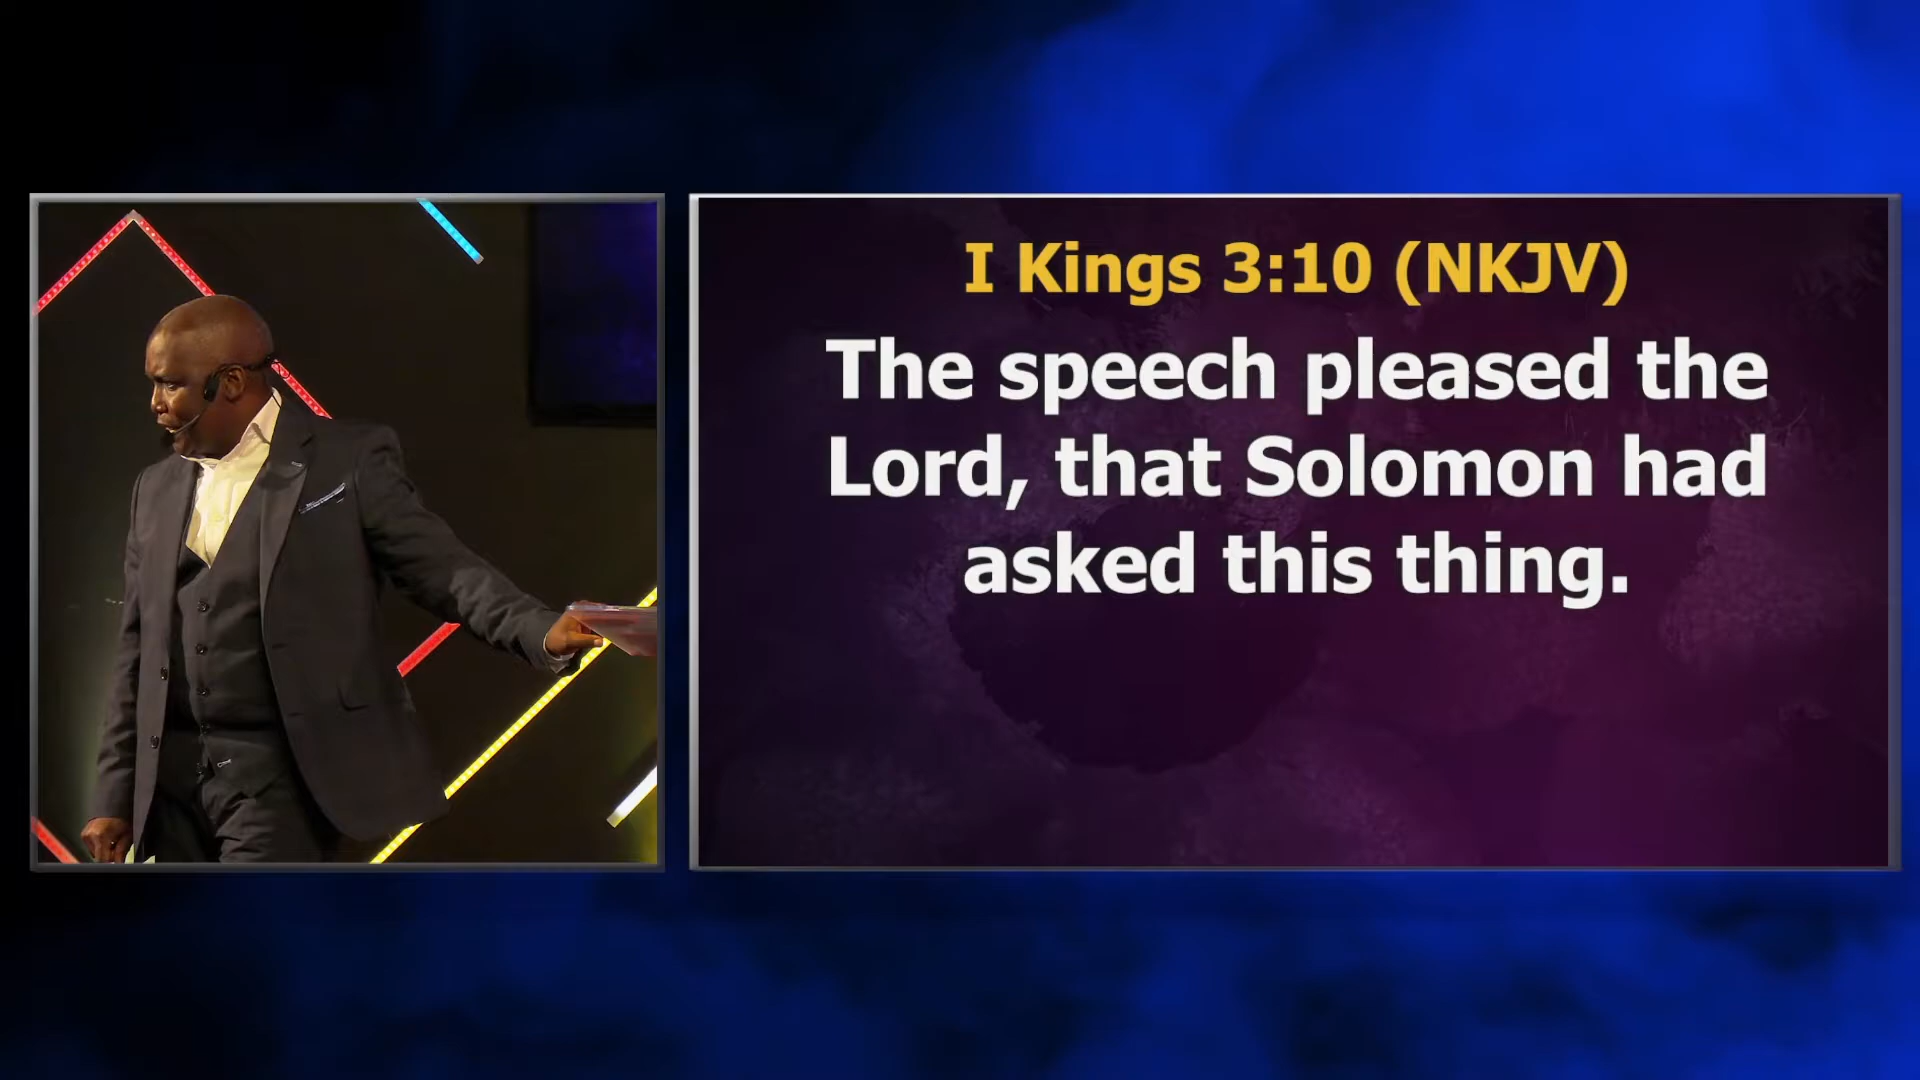 I Kings 3:10 (NKJV)
The speech pleased the
Lord, that Solomon had
asked this thing.